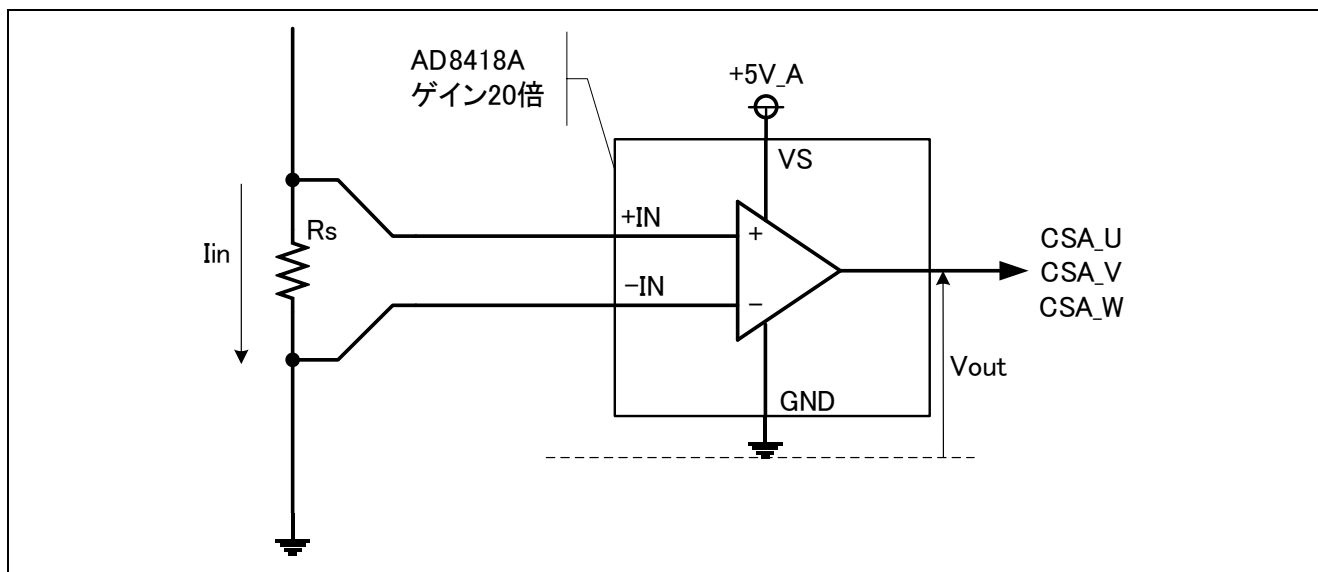 AD8418A
ゲイン20倍
+5V_A
VS
+IN
Rs
Iin
-IN
+
−
CSA_U
CSA_V
CSA_W
Vout
GND